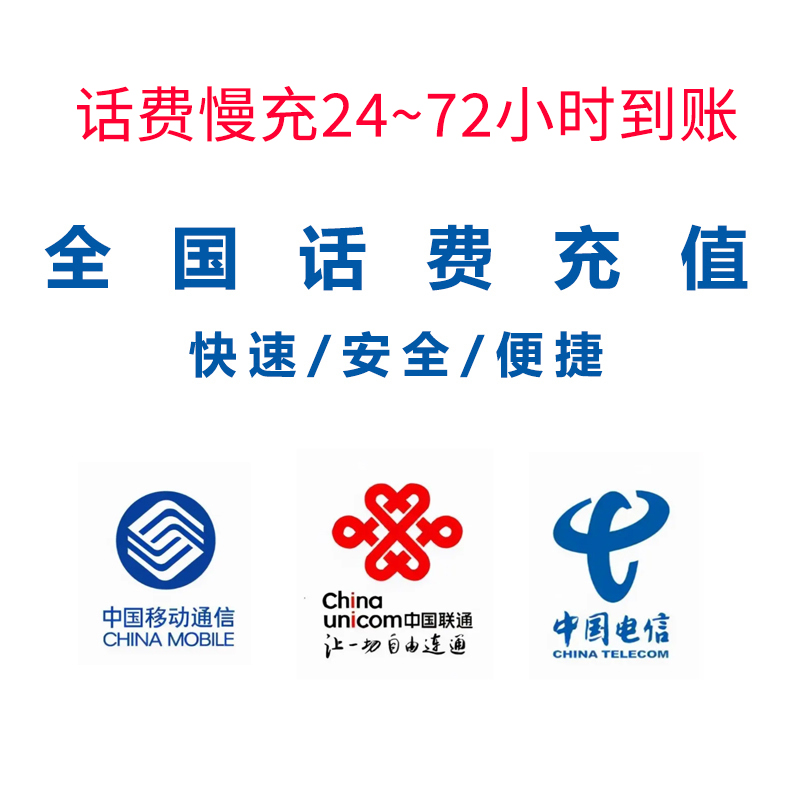 话费慢充24~72小时到账
全国话费充值
快速/安全/便捷
中国移动通信
CHINA MOBILE
China
unicom中国联通
让一切自由连通
中国电信
CHINA TELECOM